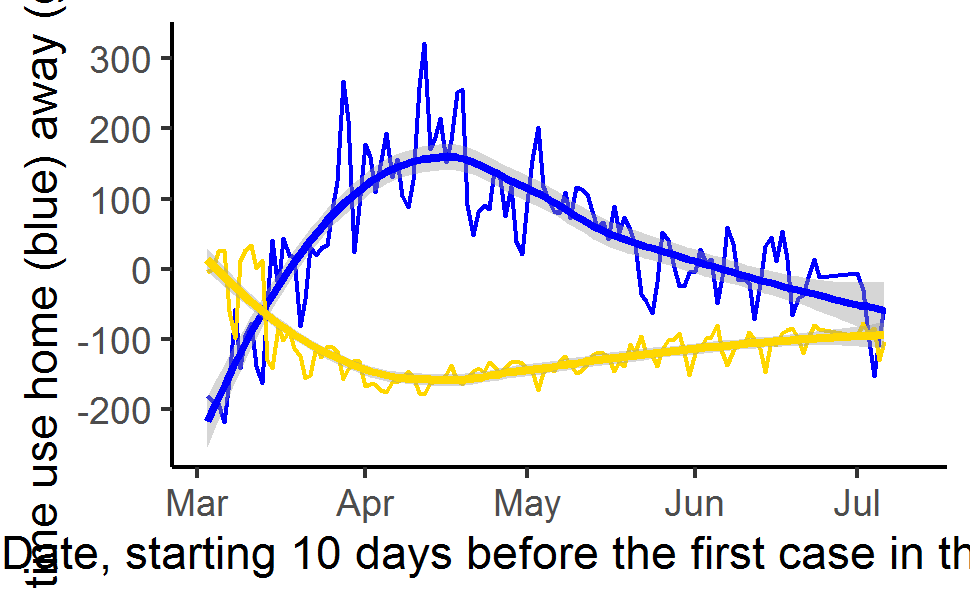 time use home (blue) away (
300
200
100
0
-100
-200
Mar Apr May Jun Jul
Date, starting 10 days before the first case in th